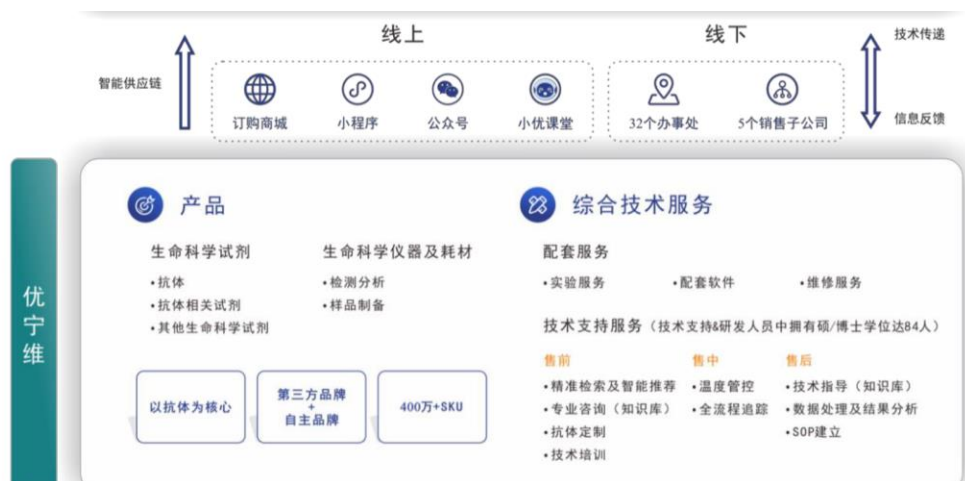 线上
线下
智能供应链
技术传递
信息反馈
订购商城
小程序
公众号
小优课堂
32个办事处
5个销售子公司
优宁维
产品
生命科学试剂
•抗体
•抗体相关试剂
•其他生命科学试剂
生命科学仪器及耗材
•检测分析
•样品制备
以抗体为核心
第三方品牌
+
自主品牌
400万+SKU
综合技术服务
配套服务
•实验服务
•配套软件
•维修服务
技术支持服务（技术支持&研发人员中拥有硕/博士学位达84人）
售前
•精准检索及智能推荐
•专业咨询（知识库）
•抗体定制
•技术培训
售中
•温度管控
•全流程追踪
售后
•技术指导（知识库）
•数据处理及结果分析
•SOP建立